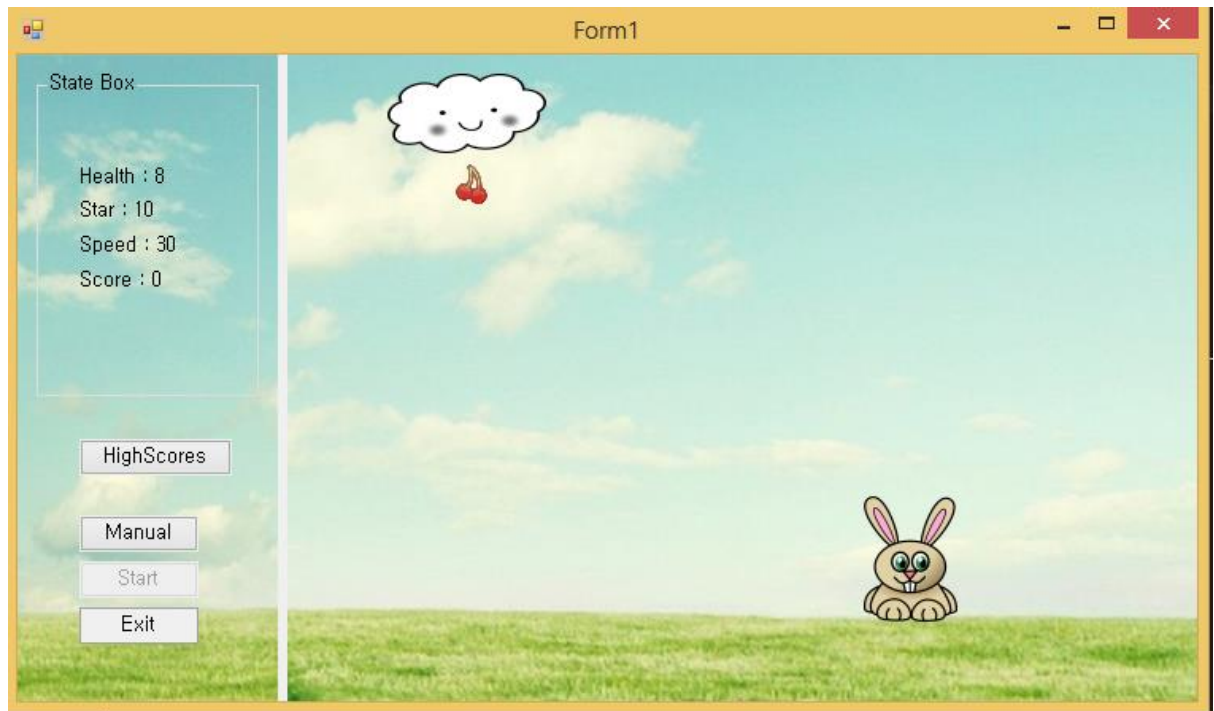 Form1
State Box
Health : 8
Star : 10
Speed : 30
Score : 0
HighScores
Manual
Start
Exit